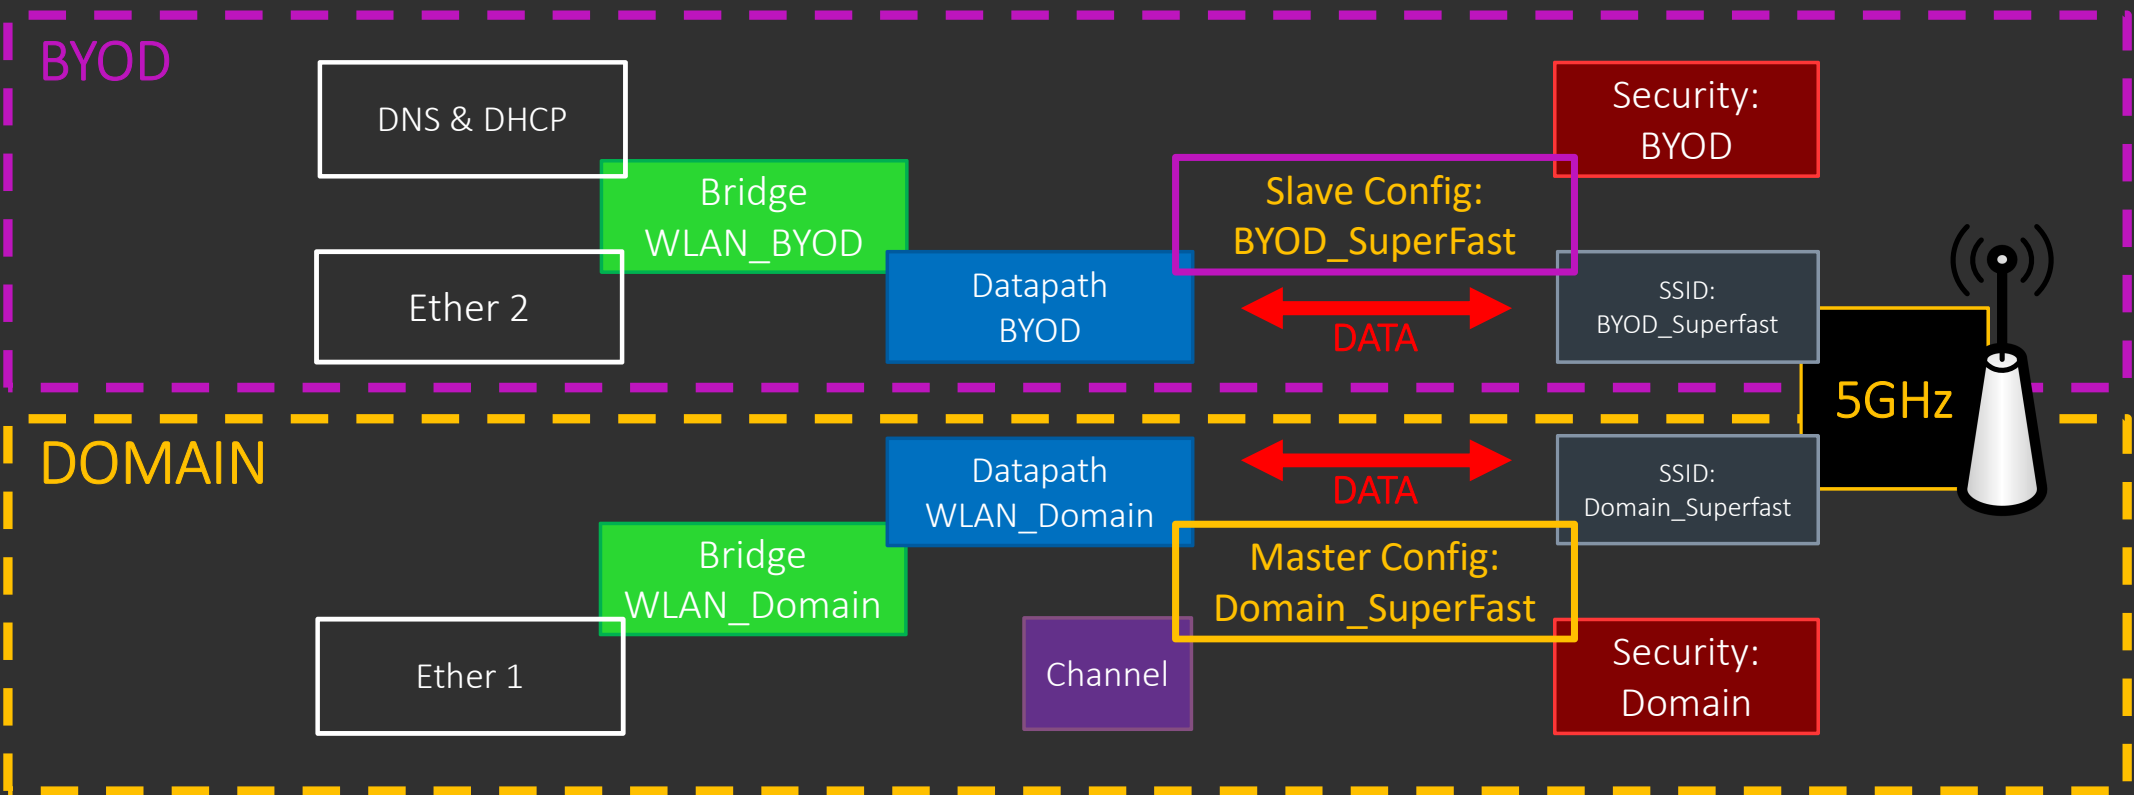 BYOD
DNS & DHCP
Security:
BYOD
Bridge
WLAN_BYOD
Slave Config:
BYOD_SuperFast
Ether 2
Datapath
BYOD
DATA
SSID:
BYOD_Superfast
5GHz
DOMAIN
Datapath
WLAN_Domain
DATA
SSID:
Domain_Superfast
Bridge
WLAN_Domain
Master Config:
Domain_SuperFast
Ether 1
Channel
Security:
Domain